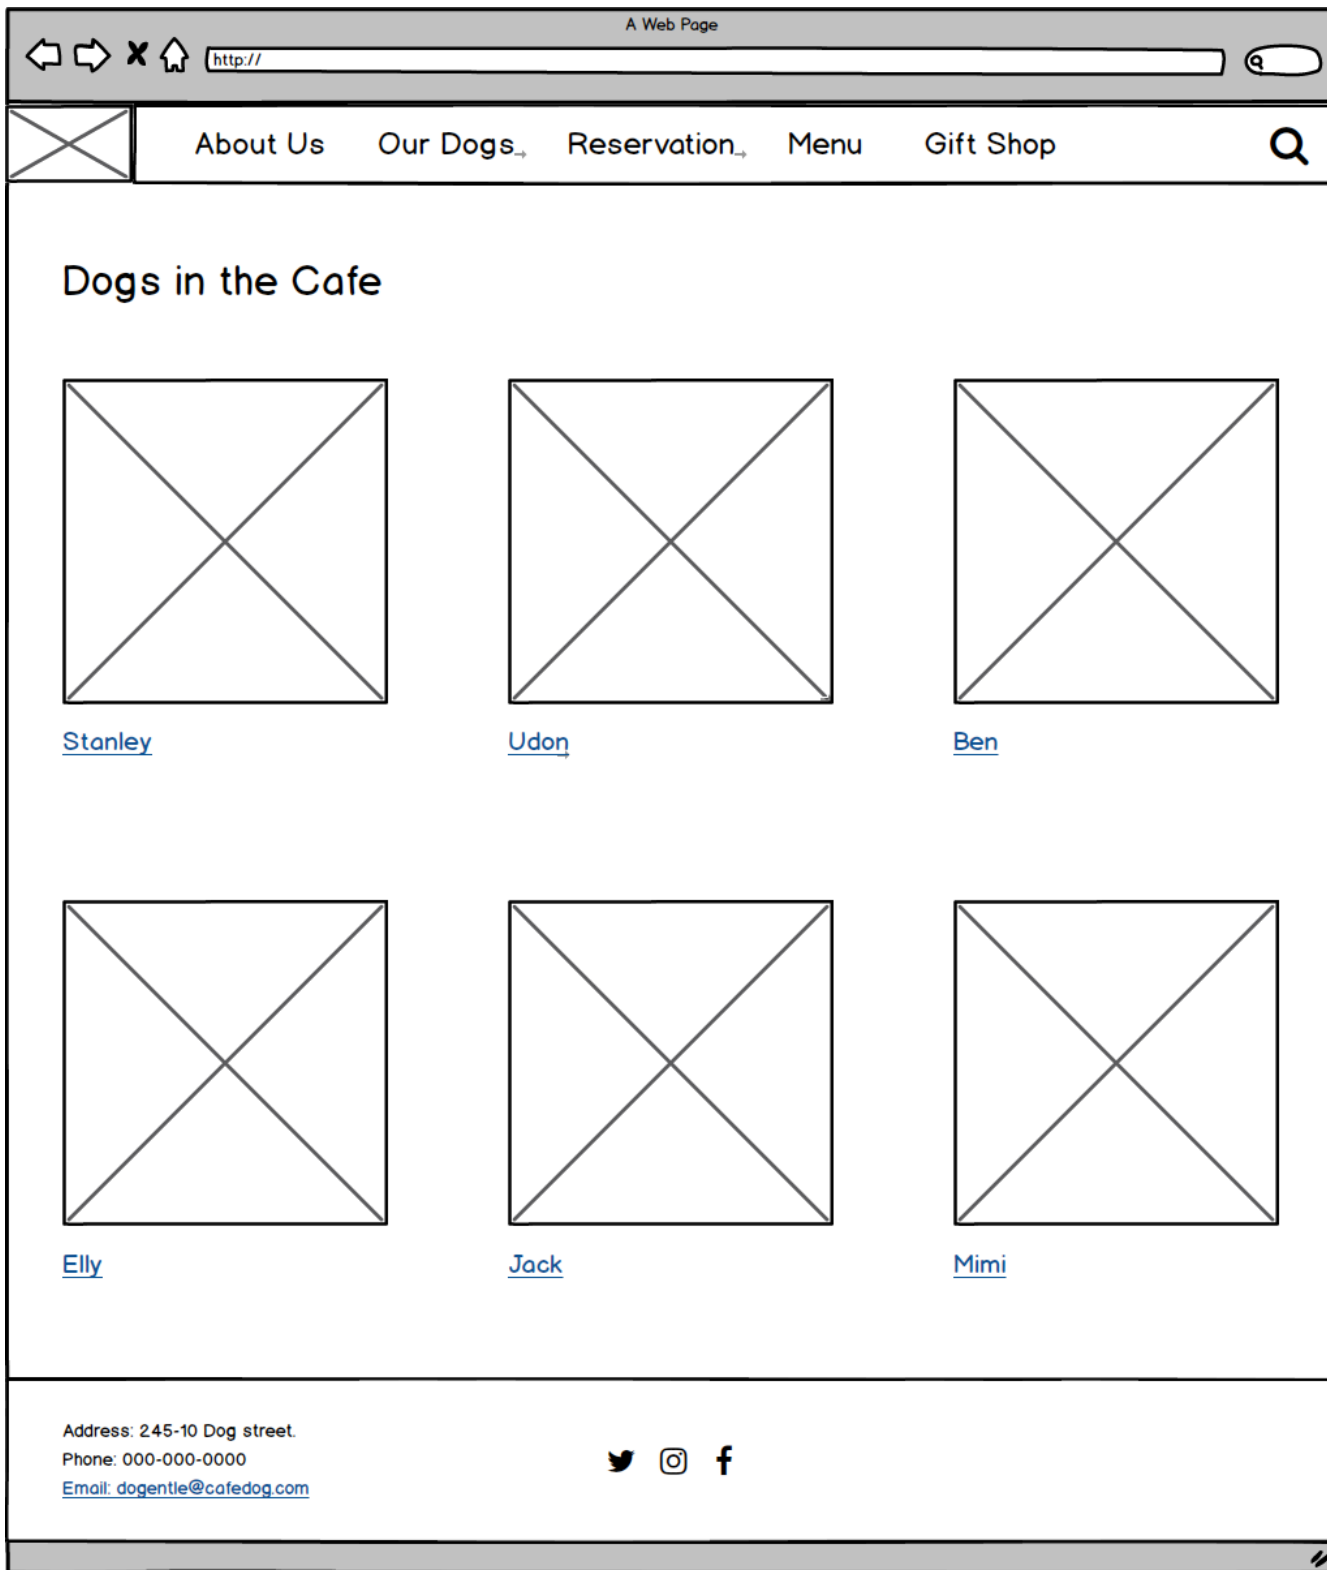 A Web Page
http://
About Us Our Dogs Reservation Menu Gift Shop
Dogs in the Cafe
Stanley Udon Ben
Elly Jack Mimi
Address: 245-10 Dog street.
Phone: 000-000-0000
Email: dogentle@cafedog.com